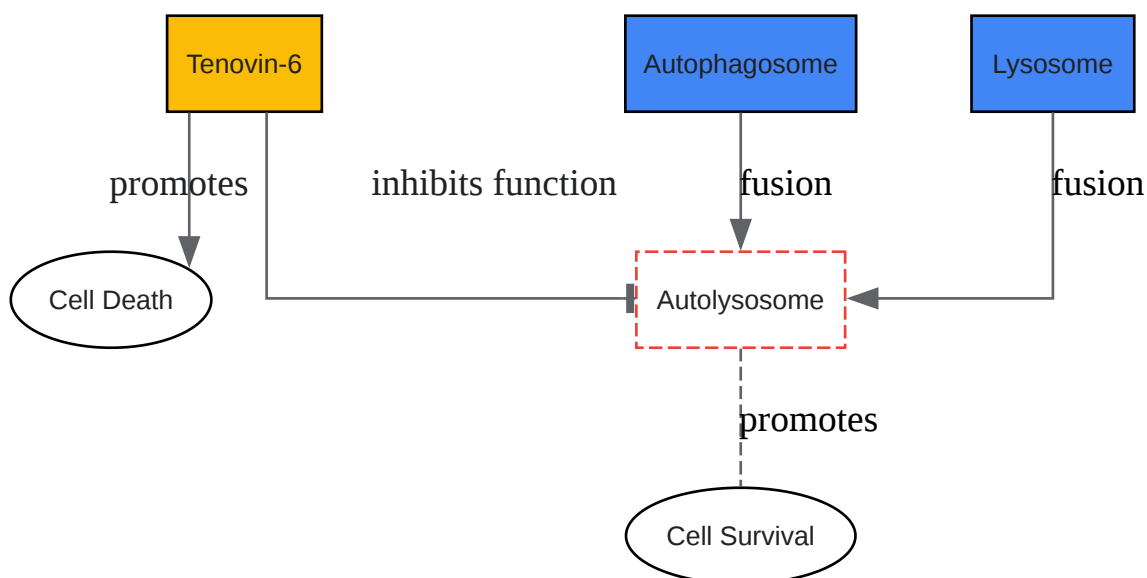 Tenovin-6
Autophagosome
Lysosome
promotes
inhibits function
fusion
fusion
Cell Death
Autolysosome
promotes
Cell Survival